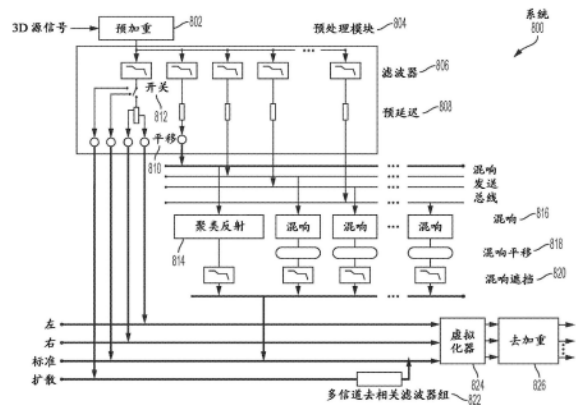 3D 源信号
预加重
802
预处理模块
804
系统
800
滤波器
806
开关
812
预延迟
808
平移
810
混响
发送
总线
聚类反射
814
混响
混响
混响
混响
816
混响平移
818
混响遮挡
820
左
右
标准
扩散
虚拟
化器
824
去加重
826
多信道去相关滤波器组
822